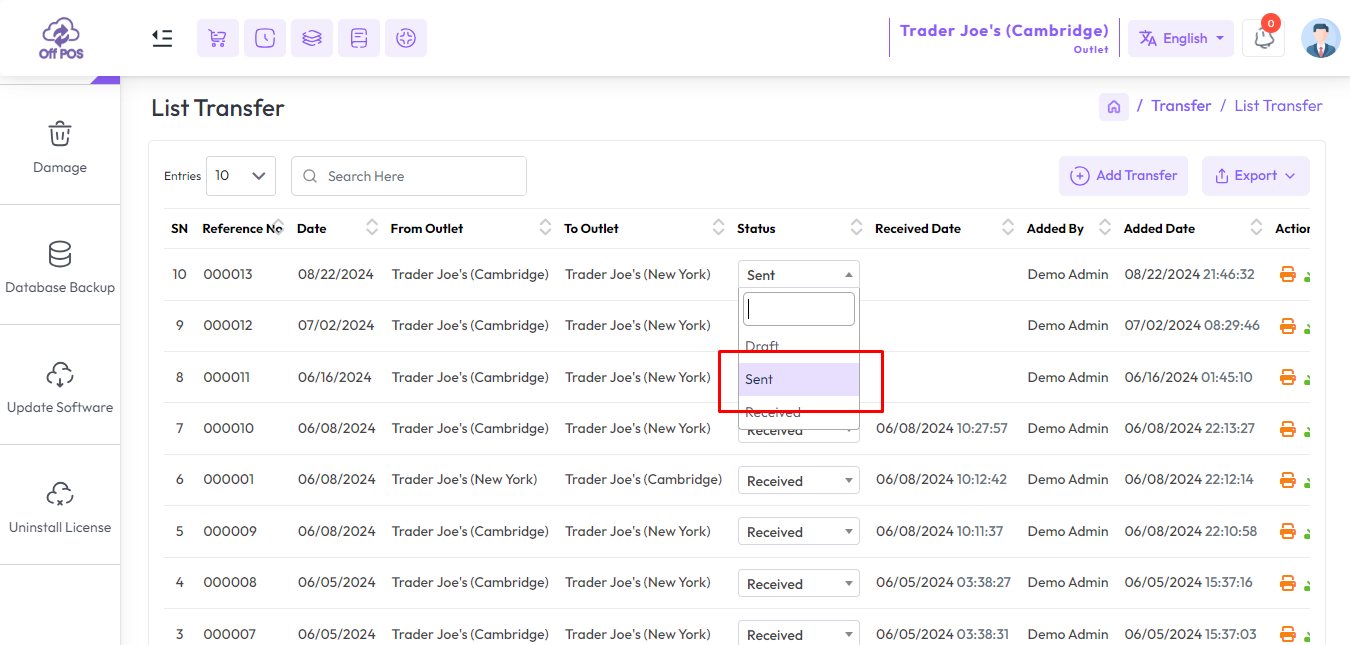 Off POS
Trader Joe's (Cambridge)
Outlet
English
0
List Transfer
/ Transfer / List Transfer
Damage
Database Backup
Update Software
Uninstall License
Entries 10 Search Here Add Transfer Export
SN Reference No Date From Outlet To Outlet Status Received Date Added By Added Date Action
10 000013 08/22/2024 Trader Joe's (Cambridge) Trader Joe's (New York) Sent Demo Admin 08/22/2024 21:46:32
9 000012 07/02/2024 Trader Joe's (Cambridge) Trader Joe's (New York) Demo Admin 07/02/2024 08:29:46
Draft
8 000011 06/16/2024 Trader Joe's (Cambridge) Trader Joe's (New York) Sent Demo Admin 06/16/2024 01:45:10
Received
7 000010 06/08/2024 Trader Joe's (Cambridge) Trader Joe's (New York) Received 06/08/2024 10:27:57 Demo Admin 06/08/2024 22:13:27
6 000001 06/08/2024 Trader Joe's (New York) Trader Joe's (Cambridge) Received 06/08/2024 10:12:42 Demo Admin 06/08/2024 22:12:14
5 000009 06/08/2024 Trader Joe's (Cambridge) Trader Joe's (New York) Received 06/08/2024 10:11:37 Demo Admin 06/08/2024 22:10:58
4 000008 06/05/2024 Trader Joe's (Cambridge) Trader Joe's (New York) Received 06/05/2024 03:38:27 Demo Admin 06/05/2024 15:37:16
3 000007 06/05/2024 Trader Joe's (Cambridge) Trader Joe's (New York) Received 06/05/2024 03:38:31 Demo Admin 06/05/2024 15:37:03